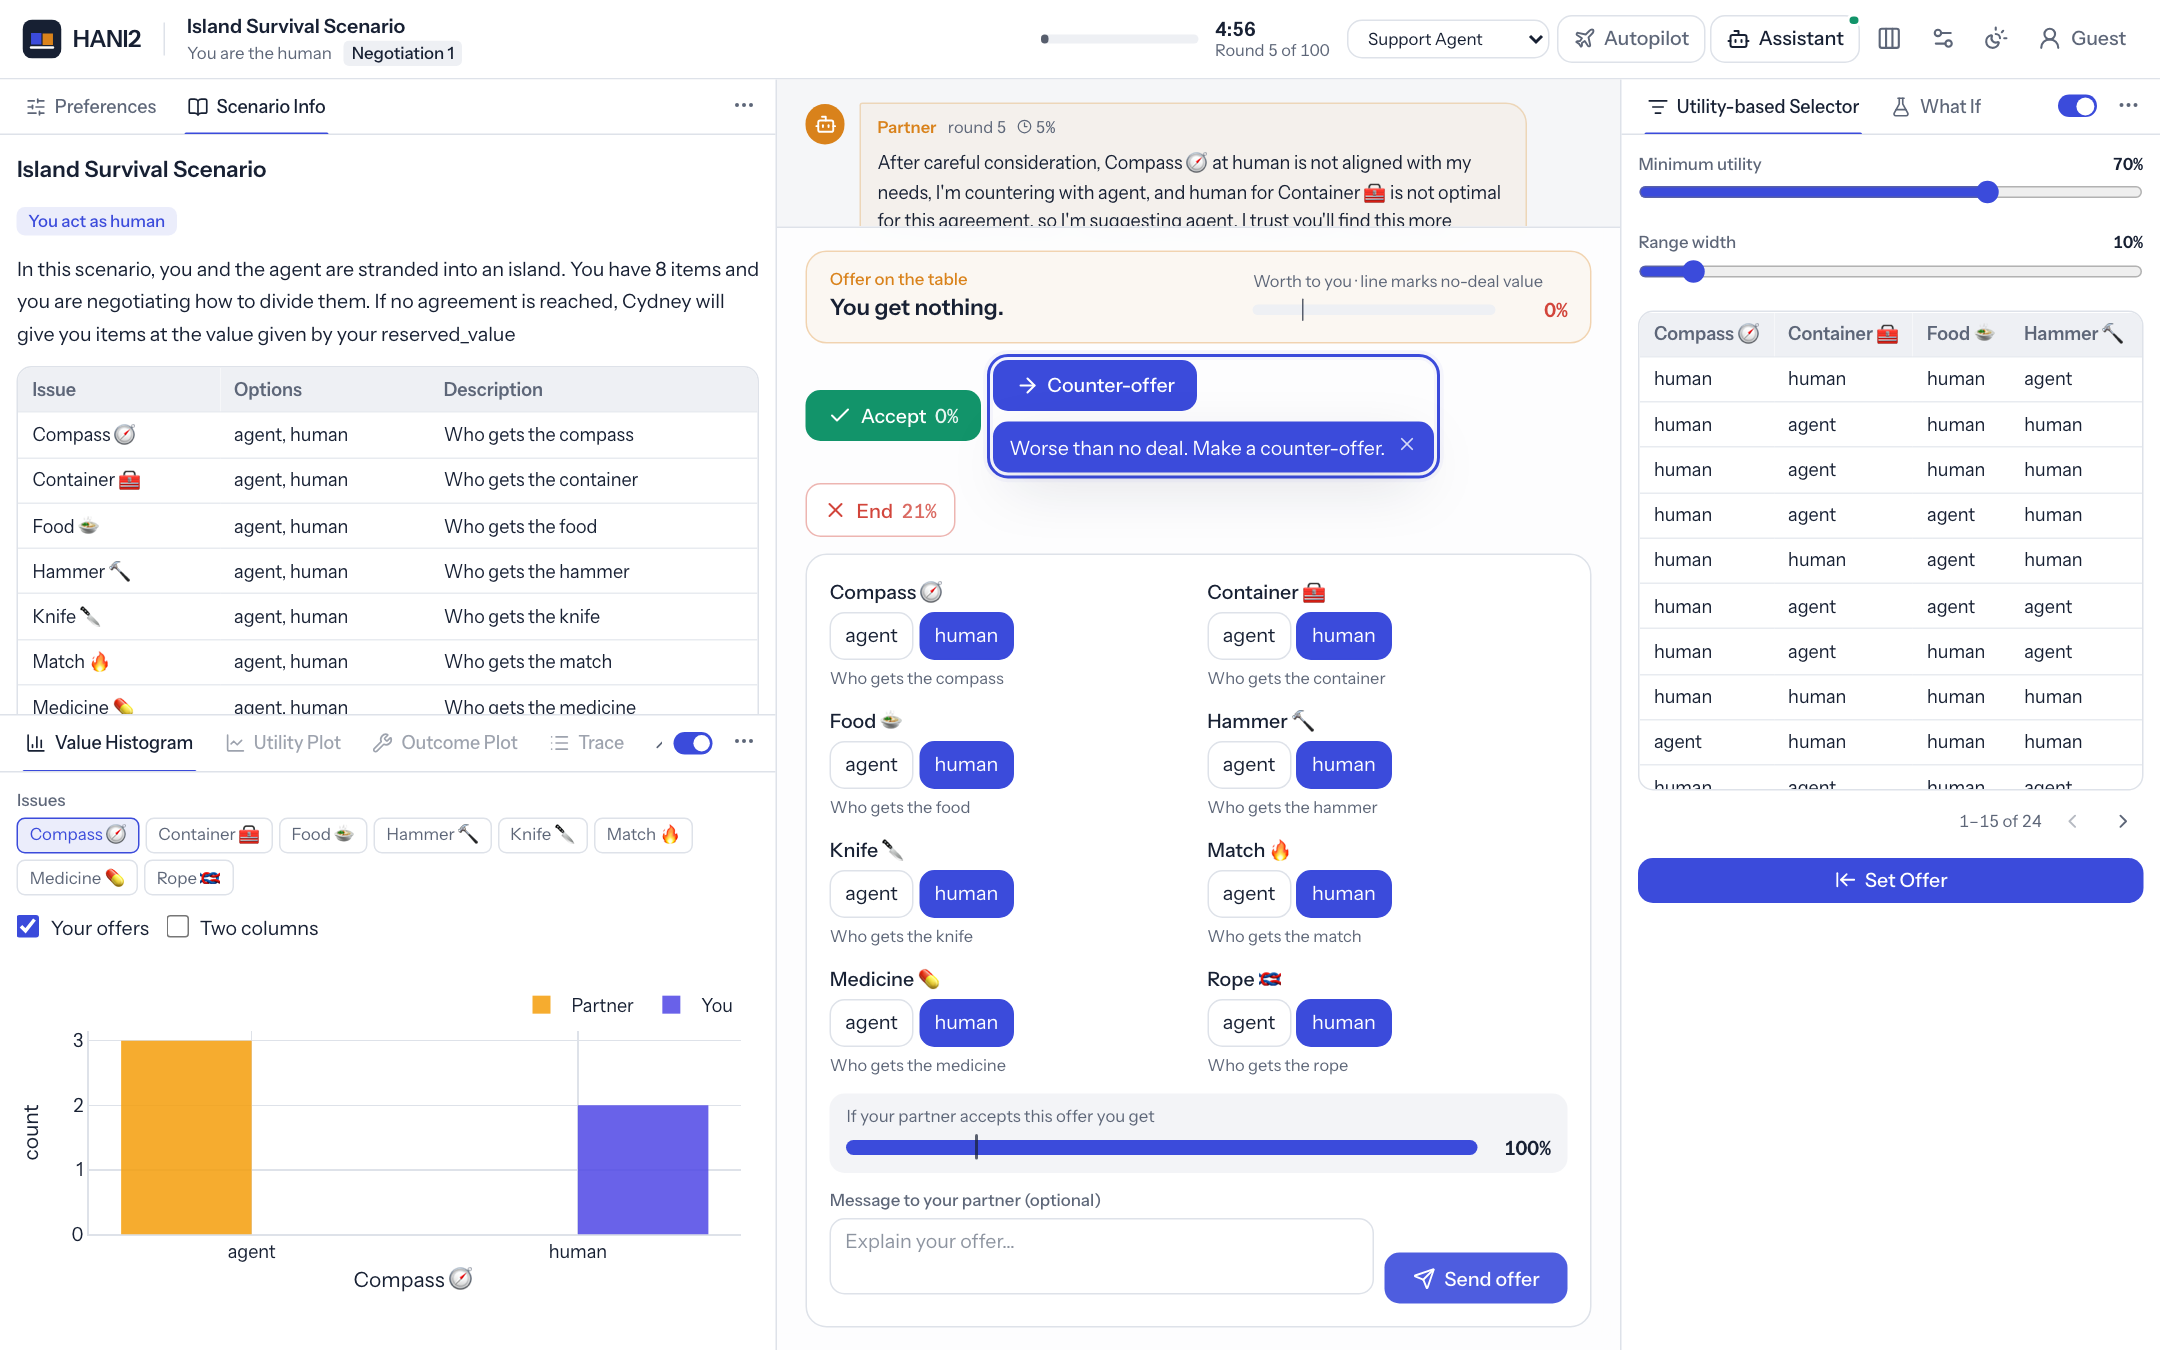 HANI2
Island Survival Scenario
You are the human Negotiation 1
4:56
Round 5 of 100
Support Agent
Autopilot
Assistant
Guest
Preferences
Scenario Info
Island Survival Scenario
You act as human
In this scenario, you and the agent are stranded into an island. You have 8 items and
you are negotiating how to divide them. If no agreement is reached, Cydney will
give you items at the value given by your reserved_value
Issue Options Description
Compass agent, human Who gets the compass
Container agent, human Who gets the container
Food agent, human Who gets the food
Hammer agent, human Who gets the hammer
Knife agent, human Who gets the knife
Match agent, human Who gets the match
Medicine agent, human Who gets the medicine
Value Histogram Utility Plot Outcome Plot Trace
Issues
Compass Container Food Hammer Knife Match
Medicine Rope
Your offers Two columns
Partner You
3
2
1
0
count
agent human
Compass
Partner round 5 5%
After careful consideration, Compass at human is not aligned with my
needs, I'm countering with agent, and human for Container is not optimal
for this agreement, so I'm suggesting agent. I trust you'll find this more
Offer on the table
You get nothing.
Worth to you · line marks no-deal value
0%
Accept 0%
Counter-offer
Worse than no deal. Make a counter-offer.
End 21%
Compass
agent human
Who gets the compass
Container
agent human
Who gets the container
Food
agent human
Who gets the food
Hammer
agent human
Who gets the hammer
Knife
agent human
Who gets the knife
Match
agent human
Who gets the match
Medicine
agent human
Who gets the medicine
Rope
agent human
Who gets the rope
If your partner accepts this offer you get
100%
Message to your partner (optional)
Explain your offer...
Send offer
Utility-based Selector What If
Minimum utility 70%
Range width 10%
Compass Container Food Hammer
human human human agent
human agent human human
human agent human human
human agent agent human
human human agent human
human agent agent agent
human agent human agent
human human human human
agent human human human
human agent human agent
1–15 of 24
Set Offer